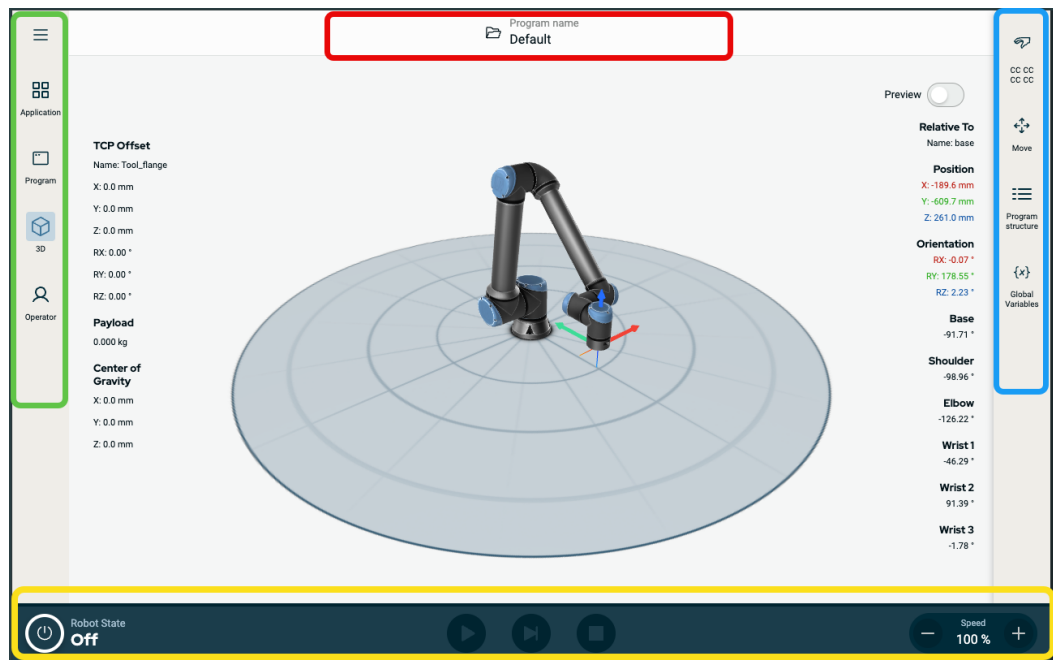 Program name
Default
Application
Program
3D
Operator
TCP Offset
Name: Tool_flange
X: 0.0 mm
Y: 0.0 mm
Z: 0.0 mm
RX: 0.00 °
RY: 0.00 °
RZ: 0.00 °
Payload
0.000 kg
Center of
Gravity
X: 0.0 mm
Y: 0.0 mm
Z: 0.0 mm
Preview
Relative To
Name: base
Position
X: -189.6 mm
Y: -609.7 mm
Z: 261.0 mm
Orientation
RX: -0.07 °
RY: 178.55 °
RZ: 2.23 °
Base
-91.71 °
Shoulder
-98.96 °
Elbow
-126.22 °
Wrist 1
-46.29 °
Wrist 2
91.39 °
Wrist 3
-1.78 °
CC CC
CC CC
Move
Program
structure
{x}
Global
Variables
Robot State
Off
Speed
100 %